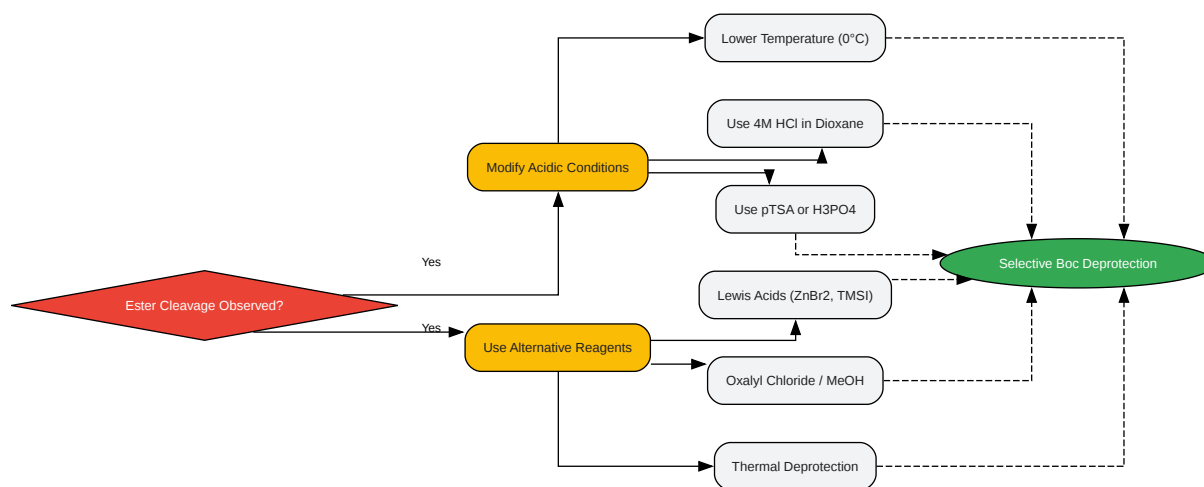 Lower Temperature (0°C)
Use 4M HCl in Dioxane
Modify Acidic Conditions
Use pTSA or H3PO4
Yes
Selective Boc Deprotection
Lewis Acids (ZnBr2, TMSI)
Ester Cleavage Observed?
Yes
Use Alternative Reagents
Oxalyl Chloride / MeOH
Thermal Deprotection